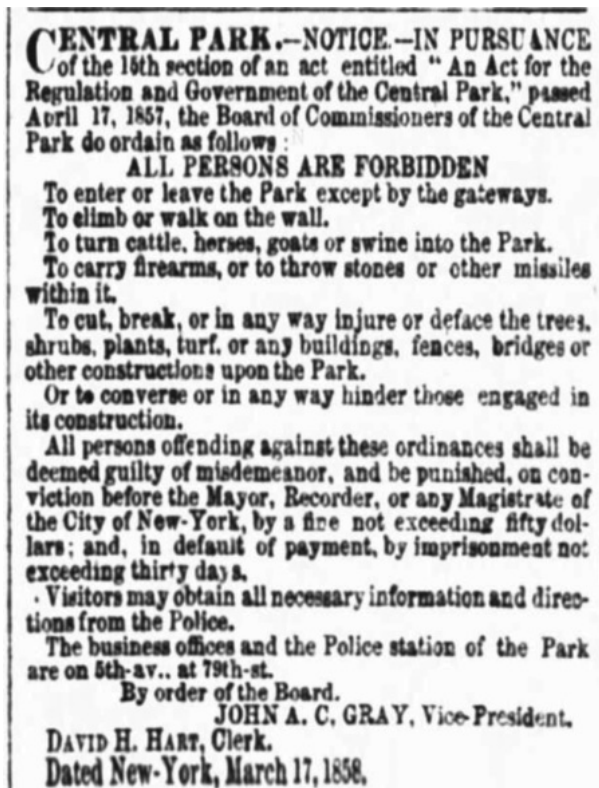 CENTRAL PARK.—NOTICE.—IN PURSUANCE
of the 15th section of an act entitled "An Act for the
Regulation and Government of the Central Park," passed
April 17, 1857, the Board of Commissioners of the Central
Park do ordain as follows:
ALL PERSONS ARE FORBIDDEN
To enter or leave the Park except by the gateways.
To climb or walk on the wall.
To turn cattle, horses, goats or swine into the Park.
To carry firearms, or to throw stones or other missiles
within it.
To cut, break, or in any way injure or deface the trees,
shrubs, plants, turf, or any buildings, fences, bridges or
other constructions upon the Park.
Or to converse or in any way hinder those engaged in
its construction.
All persons offending against these ordinances shall be
deemed guilty of misdemeanor, and be punished, on con-
viction before the Mayor, Recorder, or any Magistrate of
the City of New-York, by a fine not exceeding fifty dol-
lars; and, in default of payment, by imprisonment not
exceeding thirty days.
Visitors may obtain all necessary information and direc-
tions from the Police.
The business offices and the Police station of the Park
are on 5th-av., at 79th-st.
By order of the Board.
JOHN A. C. GRAY, Vice-President.
DAVID H. HART, Clerk.
Dated New-York, March 17, 1858.